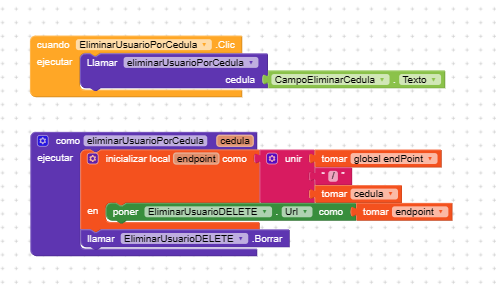 cuando EliminarUsuarioPorCedula .Clic
ejecutar Llamar eliminarUsuarioPorCedula
cedula CampoEliminarCedula . Texto
como eliminarUsuarioPorCedula cedula
ejecutar inicializar local endpoint como unir tomar global endPoint
" / "
tomar cedula
en poner EliminarUsuarioDELETE . Url como tomar endpoint
llamar EliminarUsuarioDELETE .Borrar